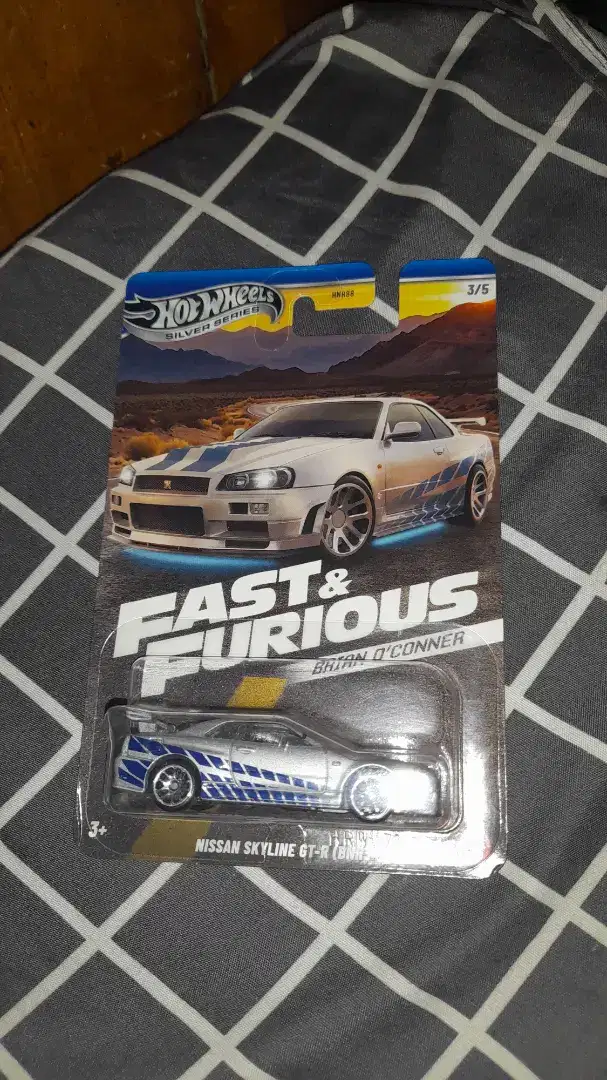 HOT WHEELS
SILVER SERIES
HNR88
3/5
FAST &
FURIOUS
BRIAN O'CONNER
3+
NISSAN SKYLINE GT-R